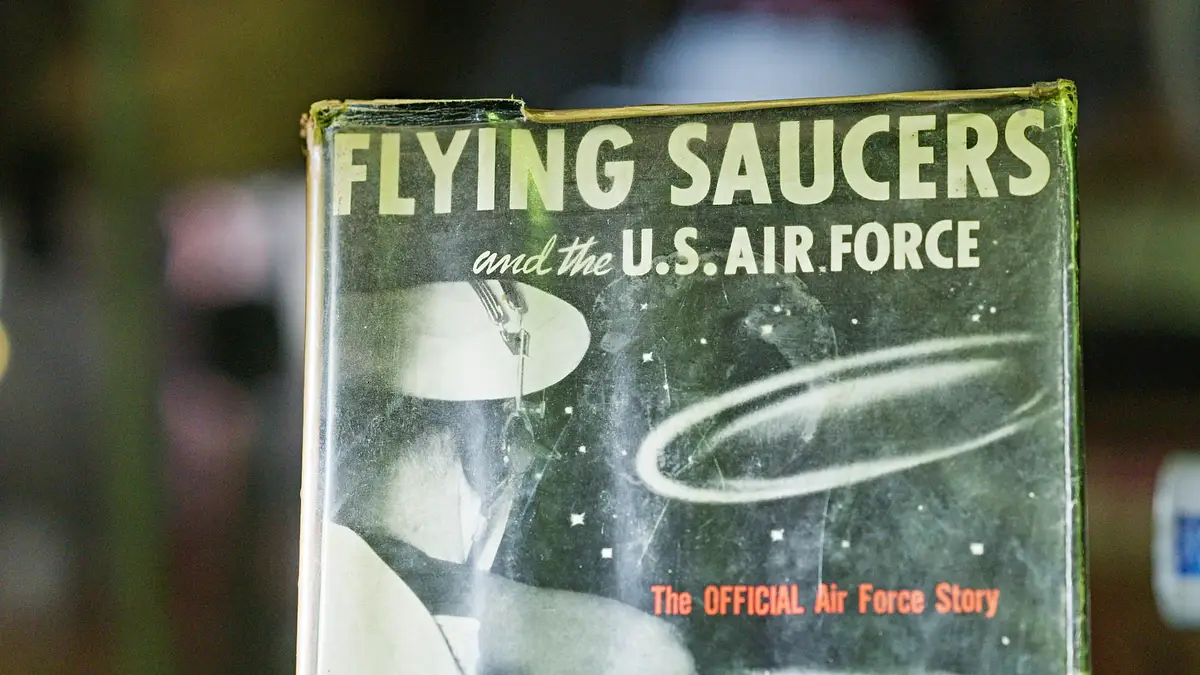 FLYING SAUCERS
and the U.S. AIR FORCE
The OFFICIAL Air Force Story